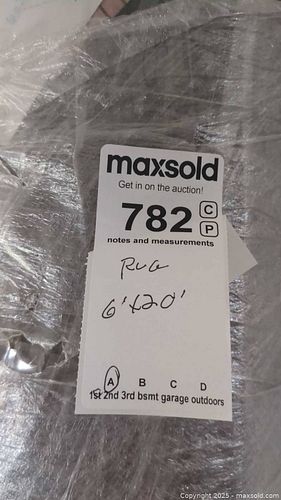 maxsold
Get in on the auction!
782 C
P
notes and measurements
Rug
6' x 20'
A B C D
1st 2nd 3rd bsmt garage outdoors
Copyright © 2025 - maxsold.com